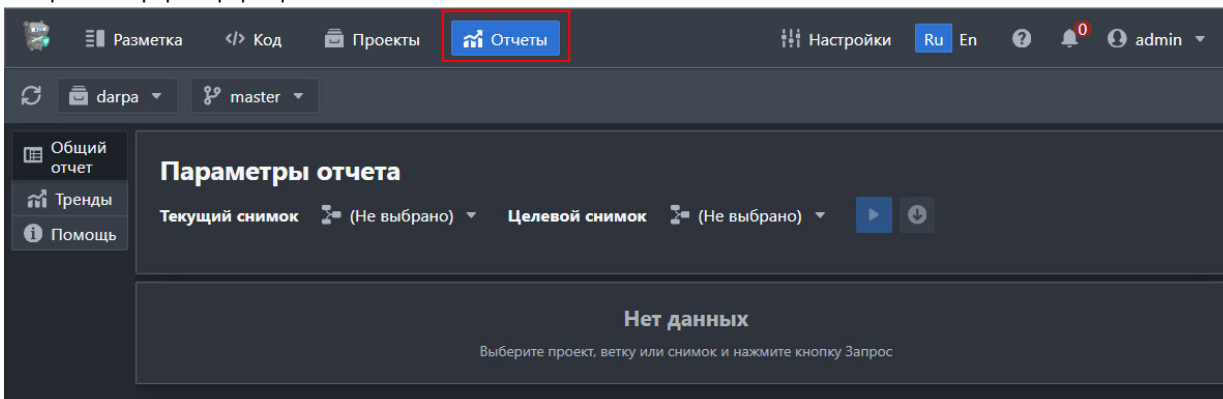 Разметка </> Код Проекты Отчеты Настройки Ru En 0 admin
darpa master
Общий
отчет
Тренды
Помощь
Параметры отчета
Текущий снимок (Не выбрано) Целевой снимок (Не выбрано)
Нет данных
Выберите проект, ветку или снимок и нажмите кнопку Запрос